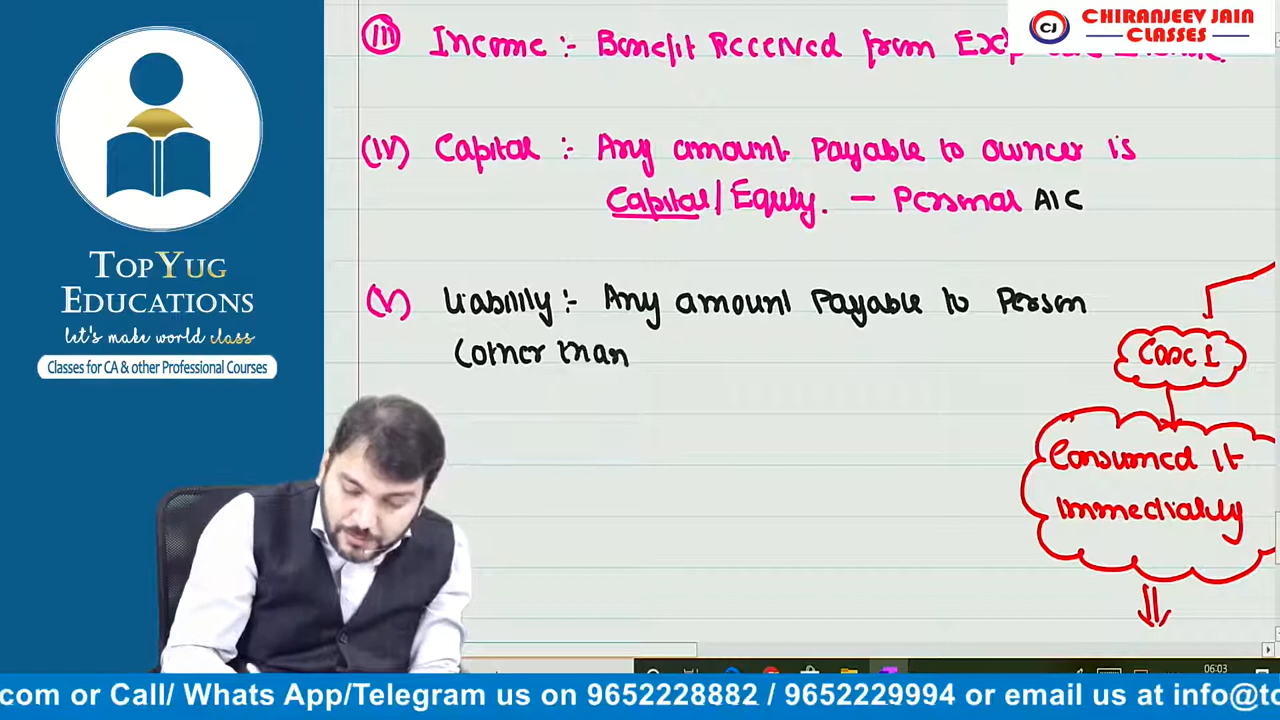 CHIRANJEEV JAIN
CJ
CLASSES
(III) Income :- Benefit Received from
(IV) Capital :- Any amount Payable to owner is
Capital/Equity. - Personal A/C
(V) Liability :- Any amount Payable to Person
(other than
TOPYUG
EDUCATIONS
let's make world class
Classes for CA & other Professional Courses
Case I
Consumed it
Immediately
06:03
.com or Call/ Whats App/Telegram us on 9652228882 / 9652229994 or email us at info@to